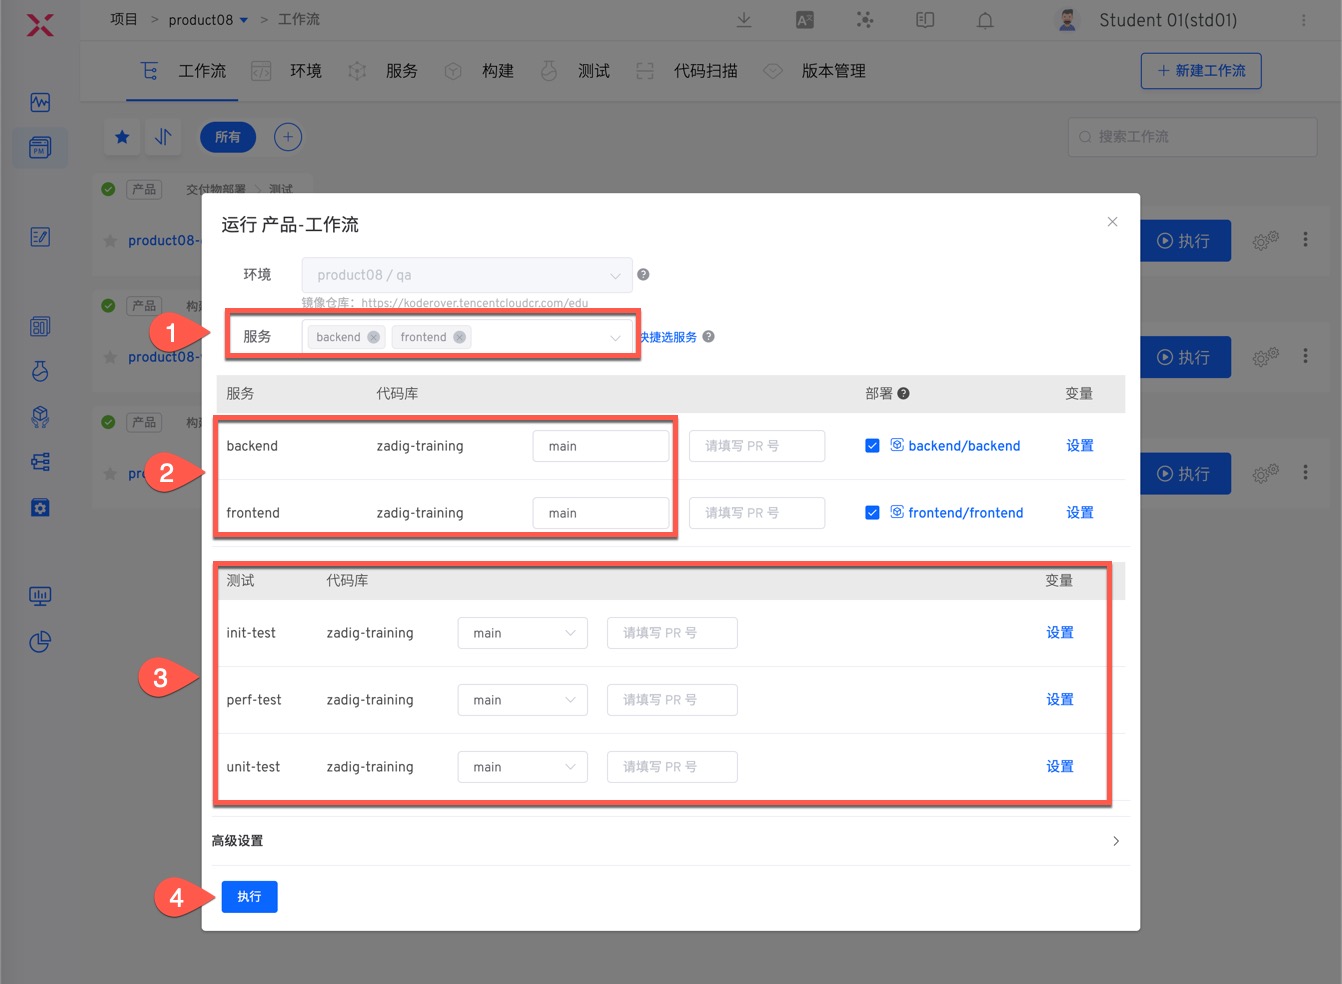 项目 > product08 > 工作流
Student 01(std01)
工作流 环境 服务 构建 测试 代码扫描 版本管理
+ 新建工作流
所有
搜索工作流
产品 交付物部署 > 测试
product08-
执行
产品 构
product08-
执行
产品 构
pro
执行
运行 产品-工作流
环境 product08 / qa
镜像仓库：https://koderover.tencentcloudcr.com/edu
1
服务 backend frontend 快捷选服务
服务 代码库 部署 变量
2
backend zadig-training main 请填写 PR 号 backend/backend 设置
frontend zadig-training main 请填写 PR 号 frontend/frontend 设置
3
测试 代码库 变量
init-test zadig-training main 请填写 PR 号 设置
perf-test zadig-training main 请填写 PR 号 设置
unit-test zadig-training main 请填写 PR 号 设置
高级设置
4
执行